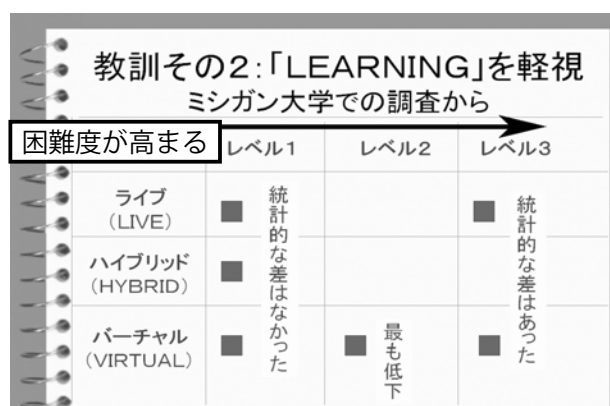 教訓その2:「LEARNING」を軽視
ミシガン大学での調査から
困難度が高まる
レベル1 レベル2 レベル3
ライブ
(LIVE)
ハイブリッド
(HYBRID)
バーチャル
(VIRTUAL)
統計的な差はなかった
最も低下
統計的な差はあった